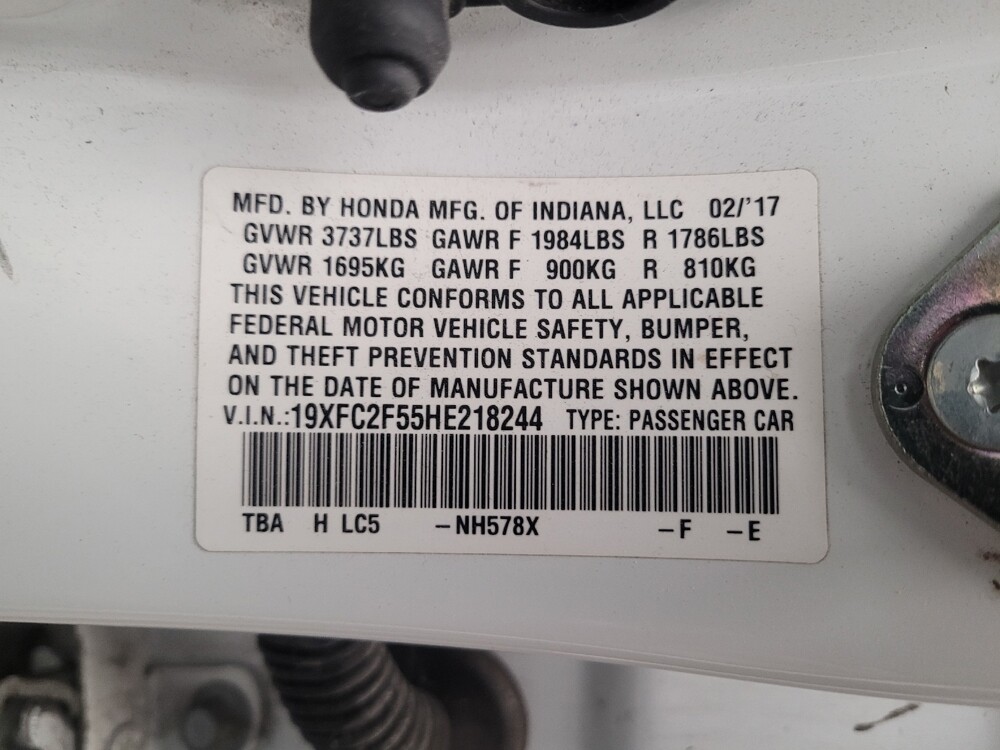 MFD. BY HONDA MFG. OF INDIANA, LLC 02/'17
GVWR 3737LBS GAWR F 1984LBS R 1786LBS
GVWR 1695KG GAWR F 900KG R 810KG
THIS VEHICLE CONFORMS TO ALL APPLICABLE
FEDERAL MOTOR VEHICLE SAFETY, BUMPER,
AND THEFT PREVENTION STANDARDS IN EFFECT
ON THE DATE OF MANUFACTURE SHOWN ABOVE.
V.I.N.:19XFC2F55HE218244 TYPE: PASSENGER CAR
TBA H LC5 –NH578X –F –E